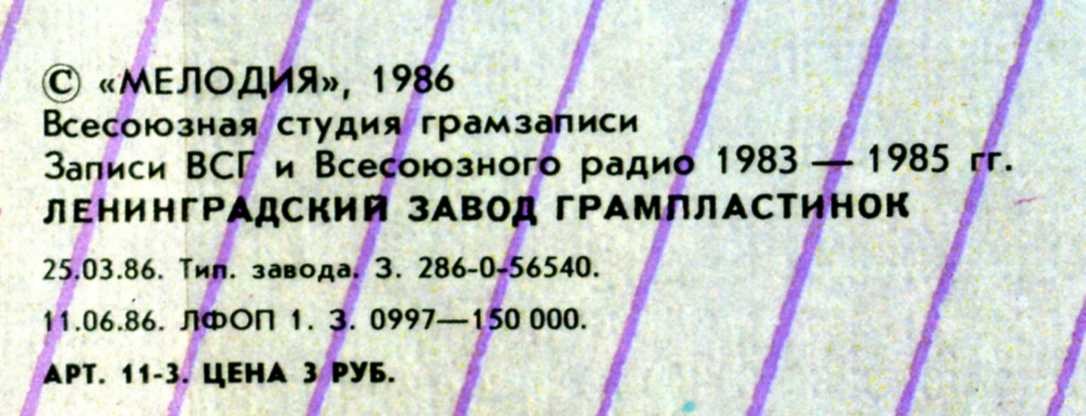 © «МЕЛОДИЯ», 1986
Всесоюзная студия грамзаписи
Записи ВСГ и Всесоюзного радио 1983 — 1985 гг.
ЛЕНИНГРАДСКИЙ ЗАВОД ГРАМПЛАСТИНОК
25.03.86. Тип. завода. З. 286-0-56540.
11.06.86. ЛФОП 1. З. 0997—150 000.
АРТ. 11-3. ЦЕНА 3 РУБ.